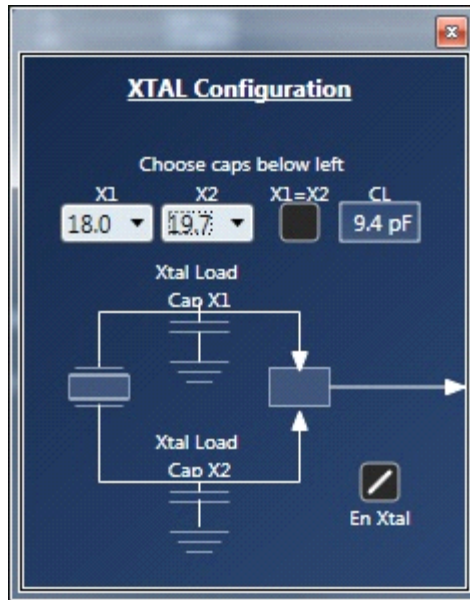 x
XTAL Configuration
Choose caps below left
X1 X2 X1=X2 CL
18.0 19.7 9.4 pF
Xtal Load
Cap X1
Xtal Load
Cap X2
En Xtal